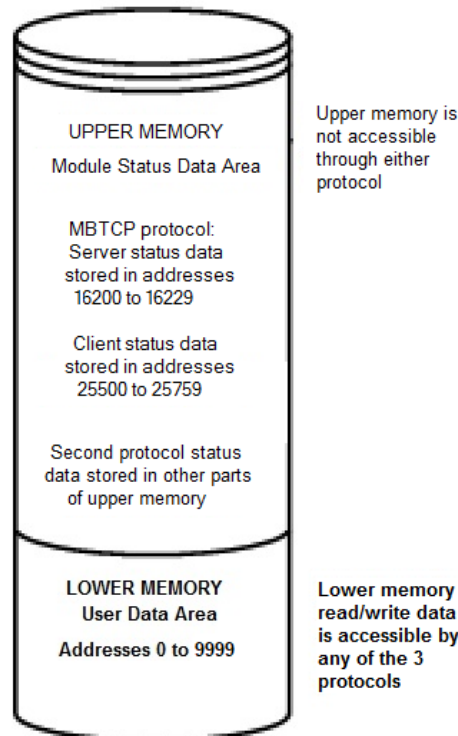 UPPER MEMORY
Module Status Data Area
MBTCP protocol:
Server status data
stored in addresses
16200 to 16229
Client status data
stored in addresses
25500 to 25759
Second protocol status
data stored in other parts
of upper memory
Upper memory is
not accessible
through either
protocol
LOWER MEMORY
User Data Area
Addresses 0 to 9999
Lower memory
read/write data
is accessible by
any of the 3
protocols